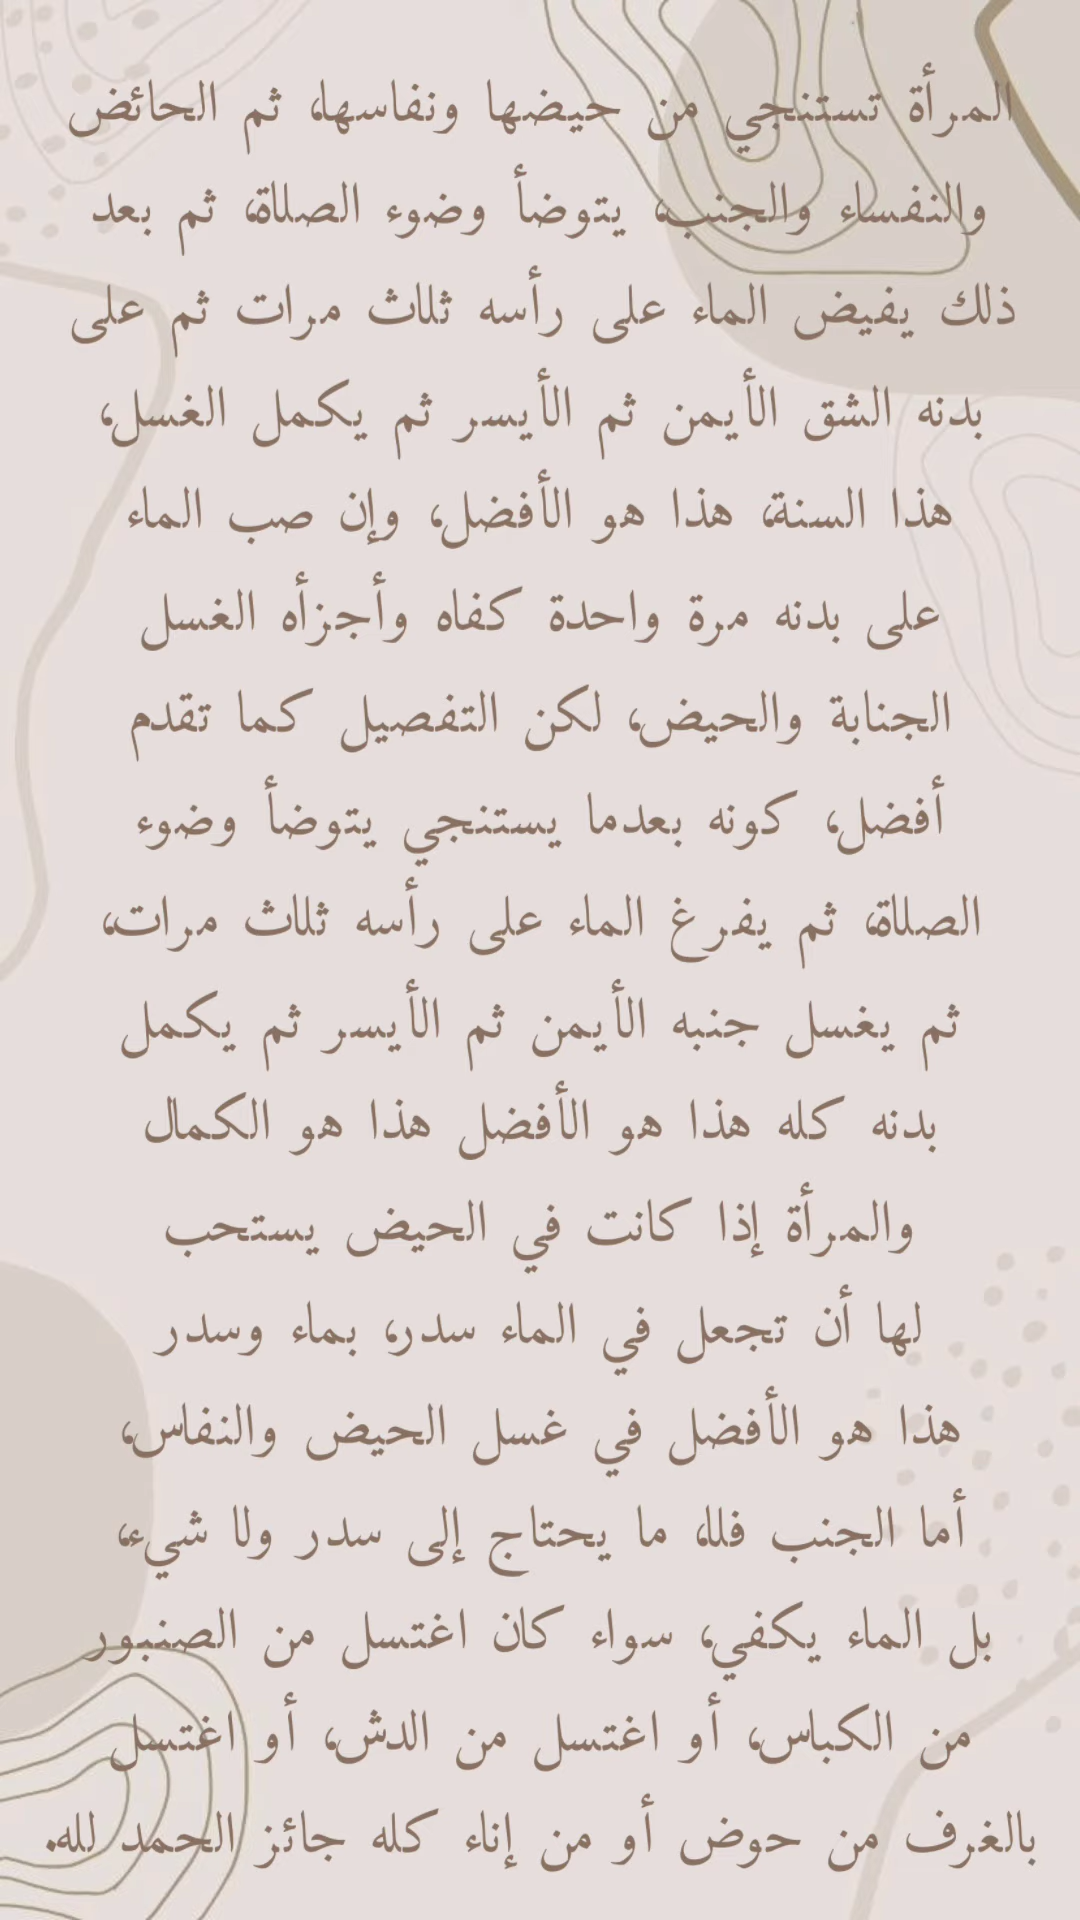 المرأة تستنجي من حيضها ونفاسها، ثم الحائض
والنفساء والجنب، يتوضأ وضوء الصلاة، ثم بعد
ذلك يفيض الماء على رأسه ثلاث مرات ثم على
بدنه الشق الأيمن ثم الأيسر ثم يكمل الغسل،
هذا السنة، هذا هو الأفضل، وإن صب الماء
على بدنه مرة واحدة كفاه وأجزأه الغسل
الجنابة والحيض، لكن التفصيل كما تقدم
أفضل، كونه بعدما يستنجي يتوضأ وضوء
الصلاة، ثم يفرغ الماء على رأسه ثلاث مرات،
ثم يغسل جنبه الأيمن ثم الأيسر ثم يكمل
بدنه كله هذا هو الأفضل هذا هو الكمال
والمرأة إذا كانت في الحيض يستحب
لها أن تجعل في الماء سدر، بماء وسدر
هذا هو الأفضل في غسل الحيض والنفاس،
أما الجنب فلا، ما يحتاج إلى سدر ولا شيء،
بل الماء يكفي، سواء كان اغتسل من الصنبور
من الكباس، أو اغتسل من الدش، أو اغتسل
بالغرف من حوض أو من إناء كله جائز الحمد لله.